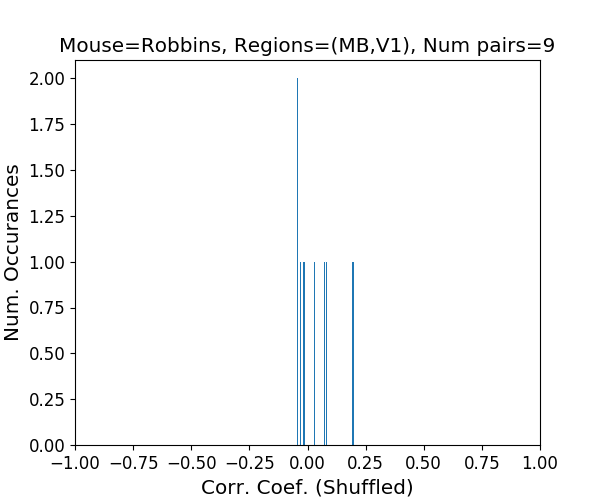 Mouse=Robbins, Regions=(MB,V1), Num pairs=9
Num. Occurances
2.00
1.75
1.50
1.25
1.00
0.75
0.50
0.25
0.00
−1.00 −0.75 −0.50 −0.25 0.00 0.25 0.50 0.75 1.00
Corr. Coef. (Shuffled)